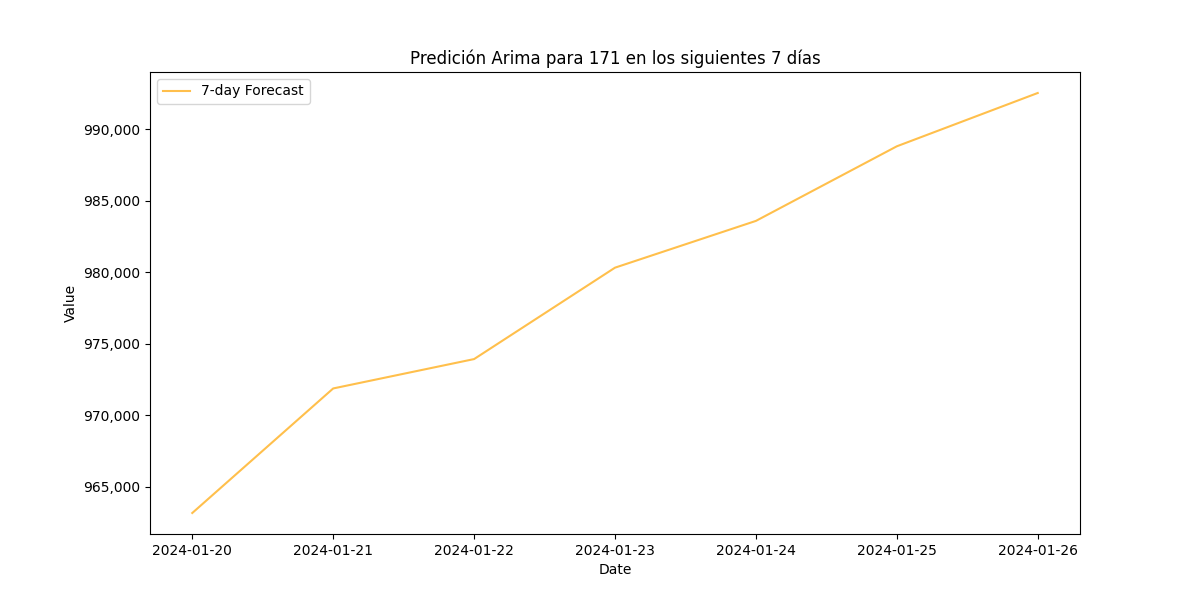 Predición Arima para 171 en los siguientes 7 días
7-day Forecast
990,000
985,000
980,000
975,000
970,000
965,000
Value
2024-01-20 2024-01-21 2024-01-22 2024-01-23 2024-01-24 2024-01-25 2024-01-26
Date